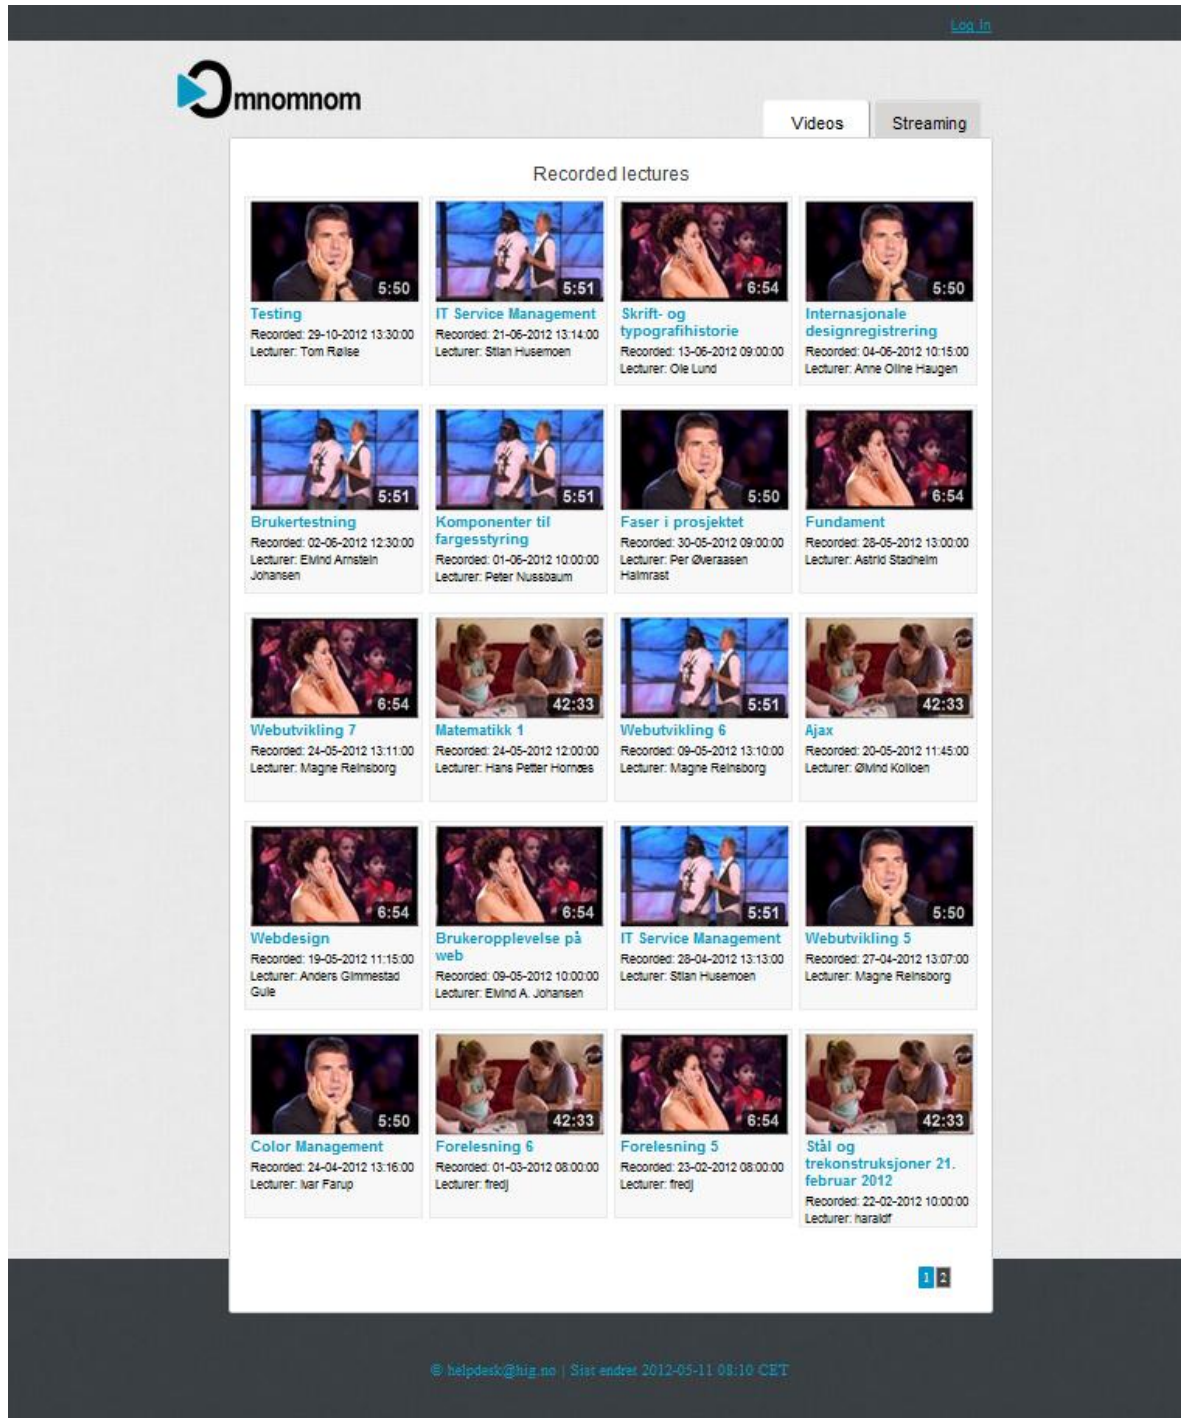 Log In
Omnomnom
Videos
Streaming
Recorded lectures
5:50
5:51
6:54
5:50
Testing
Recorded: 29-10-2012 13:30:00
Lecturer: Tom Røise
IT Service Management
Recorded: 21-06-2012 13:14:00
Lecturer: Stian Husemoen
Skrift- og
typografihistorie
Recorded: 13-06-2012 09:00:00
Lecturer: Ole Lund
Internasjonale
designregistrering
Recorded: 04-06-2012 10:15:00
Lecturer: Anne Oline Haugen
5:51
5:51
5:50
6:54
Brukertestning
Recorded: 02-06-2012 12:30:00
Lecturer: Eivind Arnstein
Johansen
Komponenter til
fargesstyring
Recorded: 01-06-2012 10:00:00
Lecturer: Peter Nussbaum
Faser i prosjektet
Recorded: 30-05-2012 09:00:00
Lecturer: Per Øveraasen
Halmrast
Fundament
Recorded: 28-05-2012 13:00:00
Lecturer: Astrid Stadheim
6:54
42:33
5:51
42:33
Webutvikling 7
Recorded: 24-05-2012 13:11:00
Lecturer: Magne Reinsborg
Matematikk 1
Recorded: 24-05-2012 12:00:00
Lecturer: Hans Petter Hornæs
Webutvikling 6
Recorded: 09-05-2012 13:10:00
Lecturer: Magne Reinsborg
Ajax
Recorded: 20-05-2012 11:45:00
Lecturer: Øivind Kolloen
6:54
6:54
5:51
5:50
Webdesign
Recorded: 19-05-2012 11:15:00
Lecturer: Anders Gimmestad
Gule
Brukeropplevelse på
web
Recorded: 09-05-2012 10:00:00
Lecturer: Eivind A. Johansen
IT Service Management
Recorded: 28-04-2012 13:13:00
Lecturer: Stian Husemoen
Webutvikling 5
Recorded: 27-04-2012 13:07:00
Lecturer: Magne Reinsborg
5:50
42:33
6:54
42:33
Color Management
Recorded: 24-04-2012 13:16:00
Lecturer: Ivar Farup
Forelesning 6
Recorded: 01-03-2012 08:00:00
Lecturer: fredj
Forelesning 5
Recorded: 23-02-2012 08:00:00
Lecturer: fredj
Stål og
trekonstruksjoner 21.
februar 2012
Recorded: 22-02-2012 10:00:00
Lecturer: haraldf
1 2
© helpdesk@hig.no | Sist endret 2012-05-11 08:10 CET